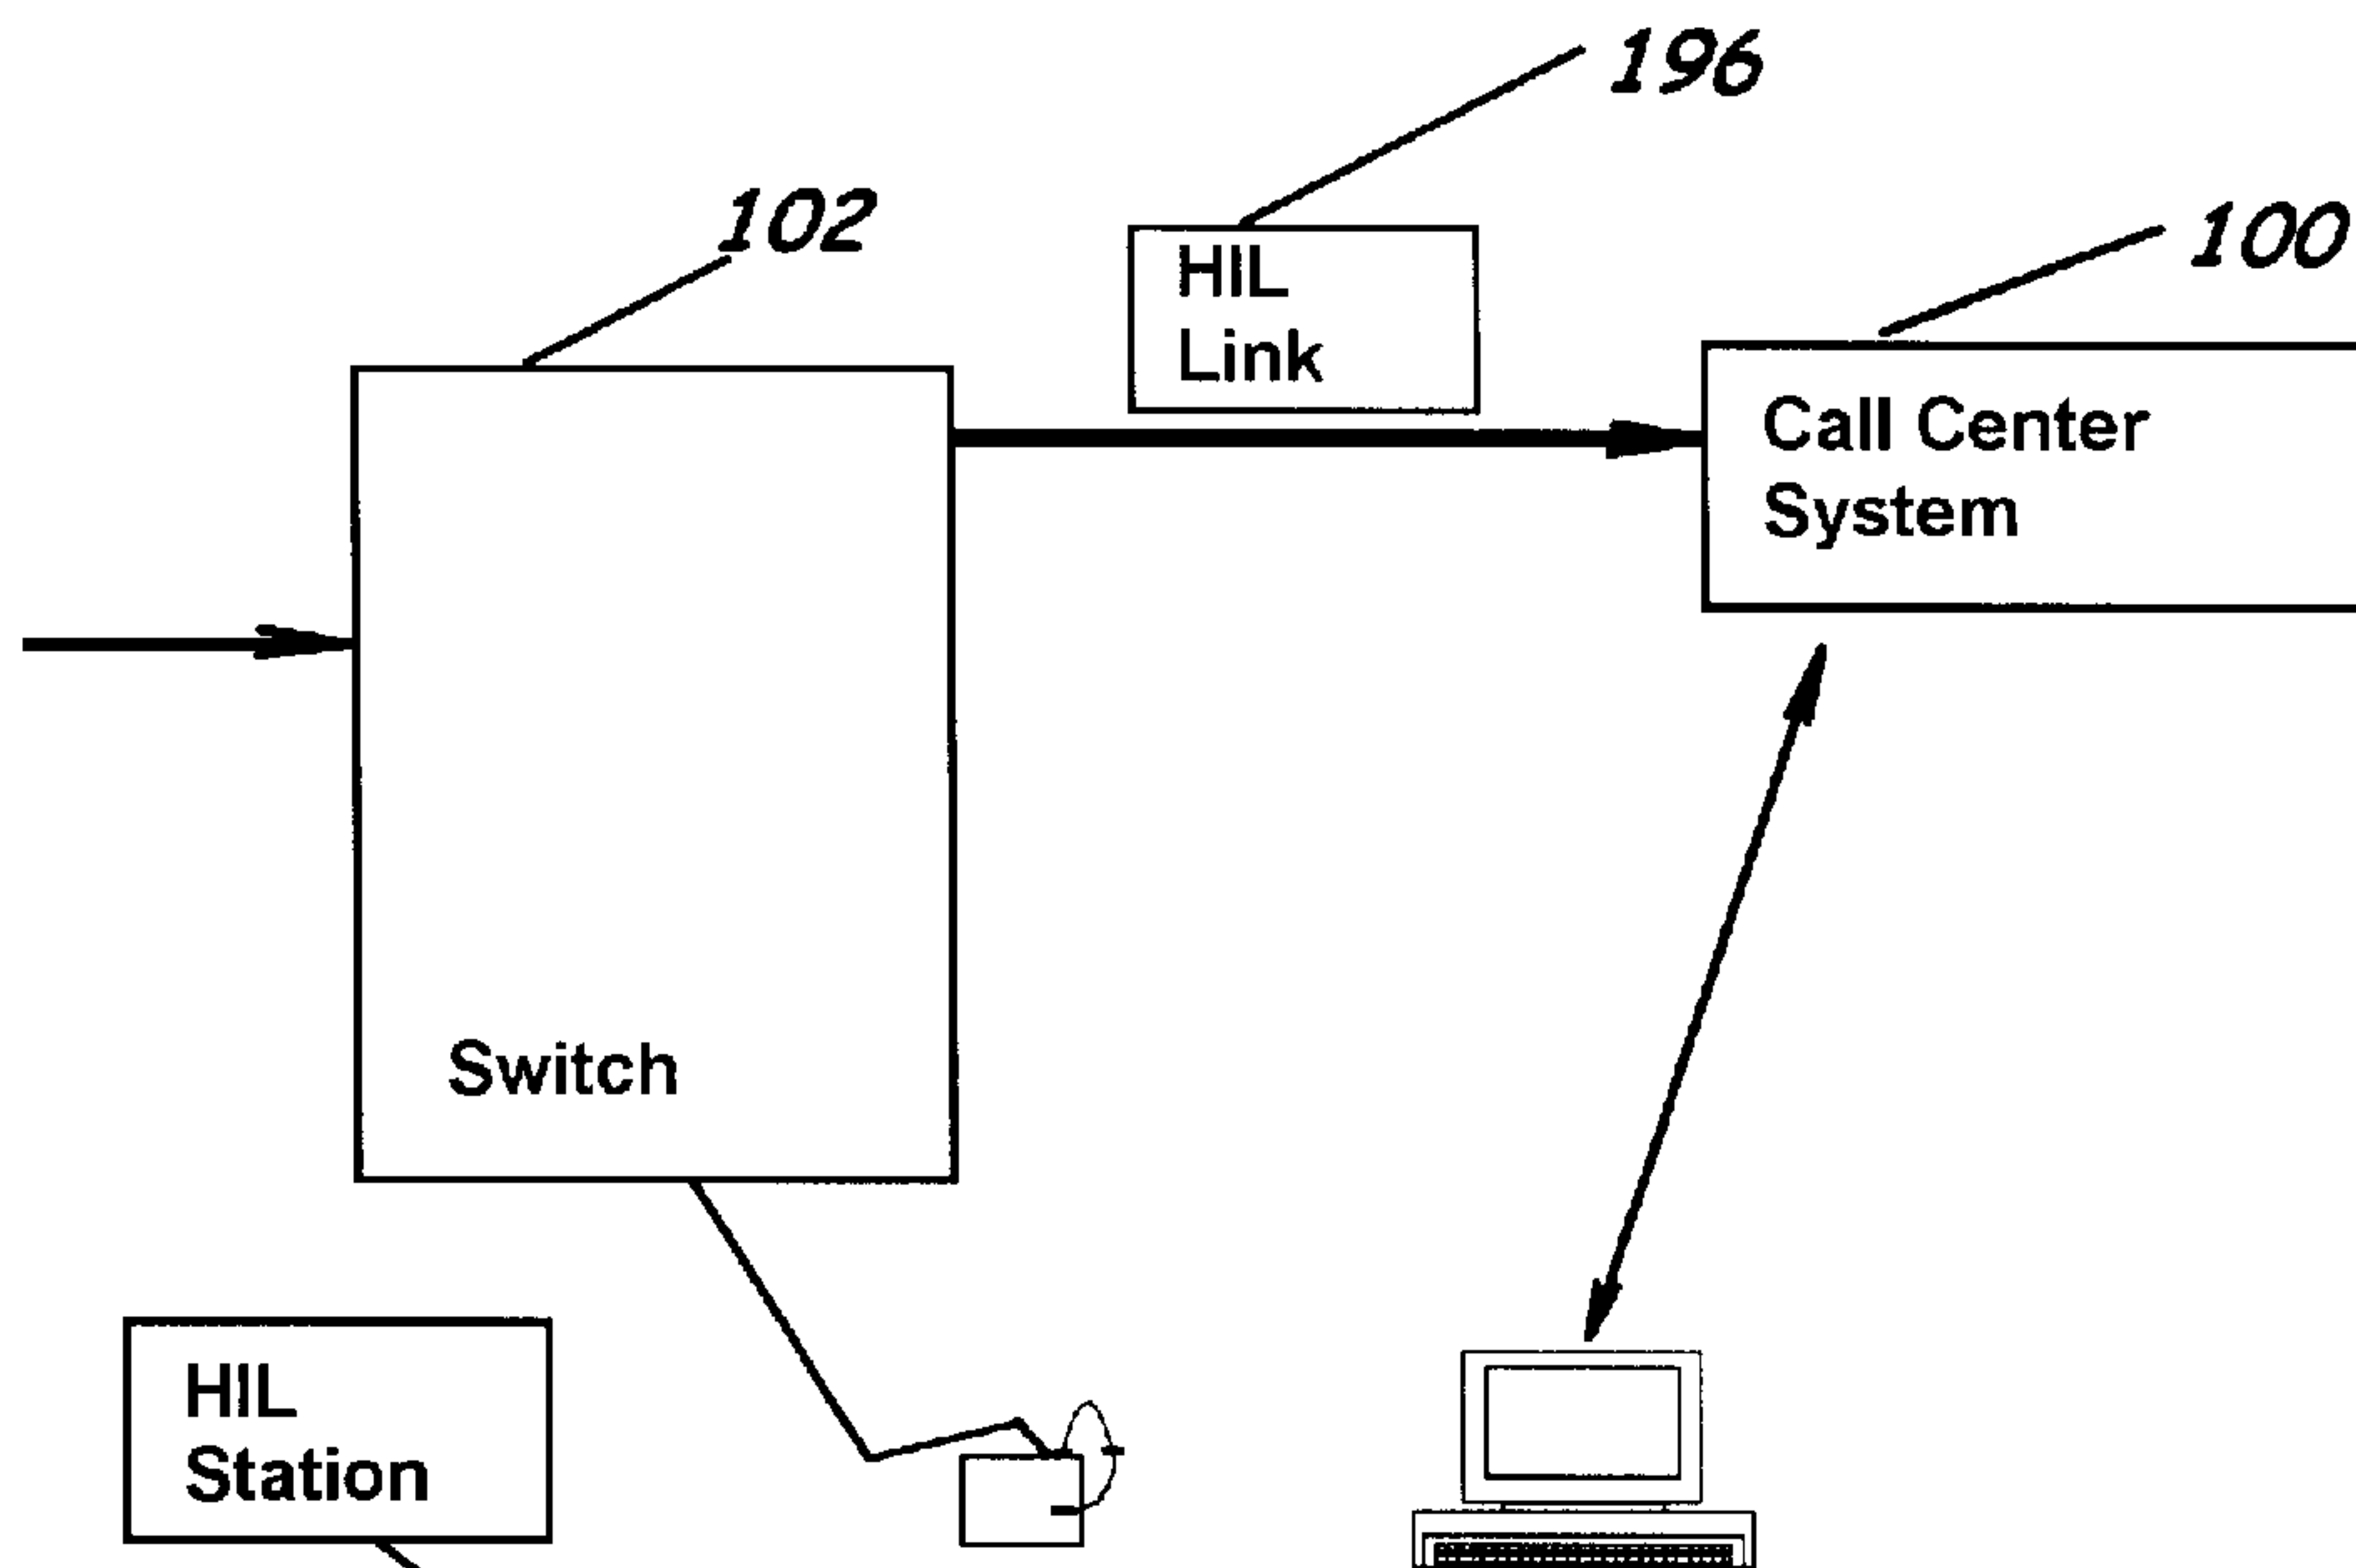 196
102
100
HIL
Link
Call Center
System
Switch
HIL
Station